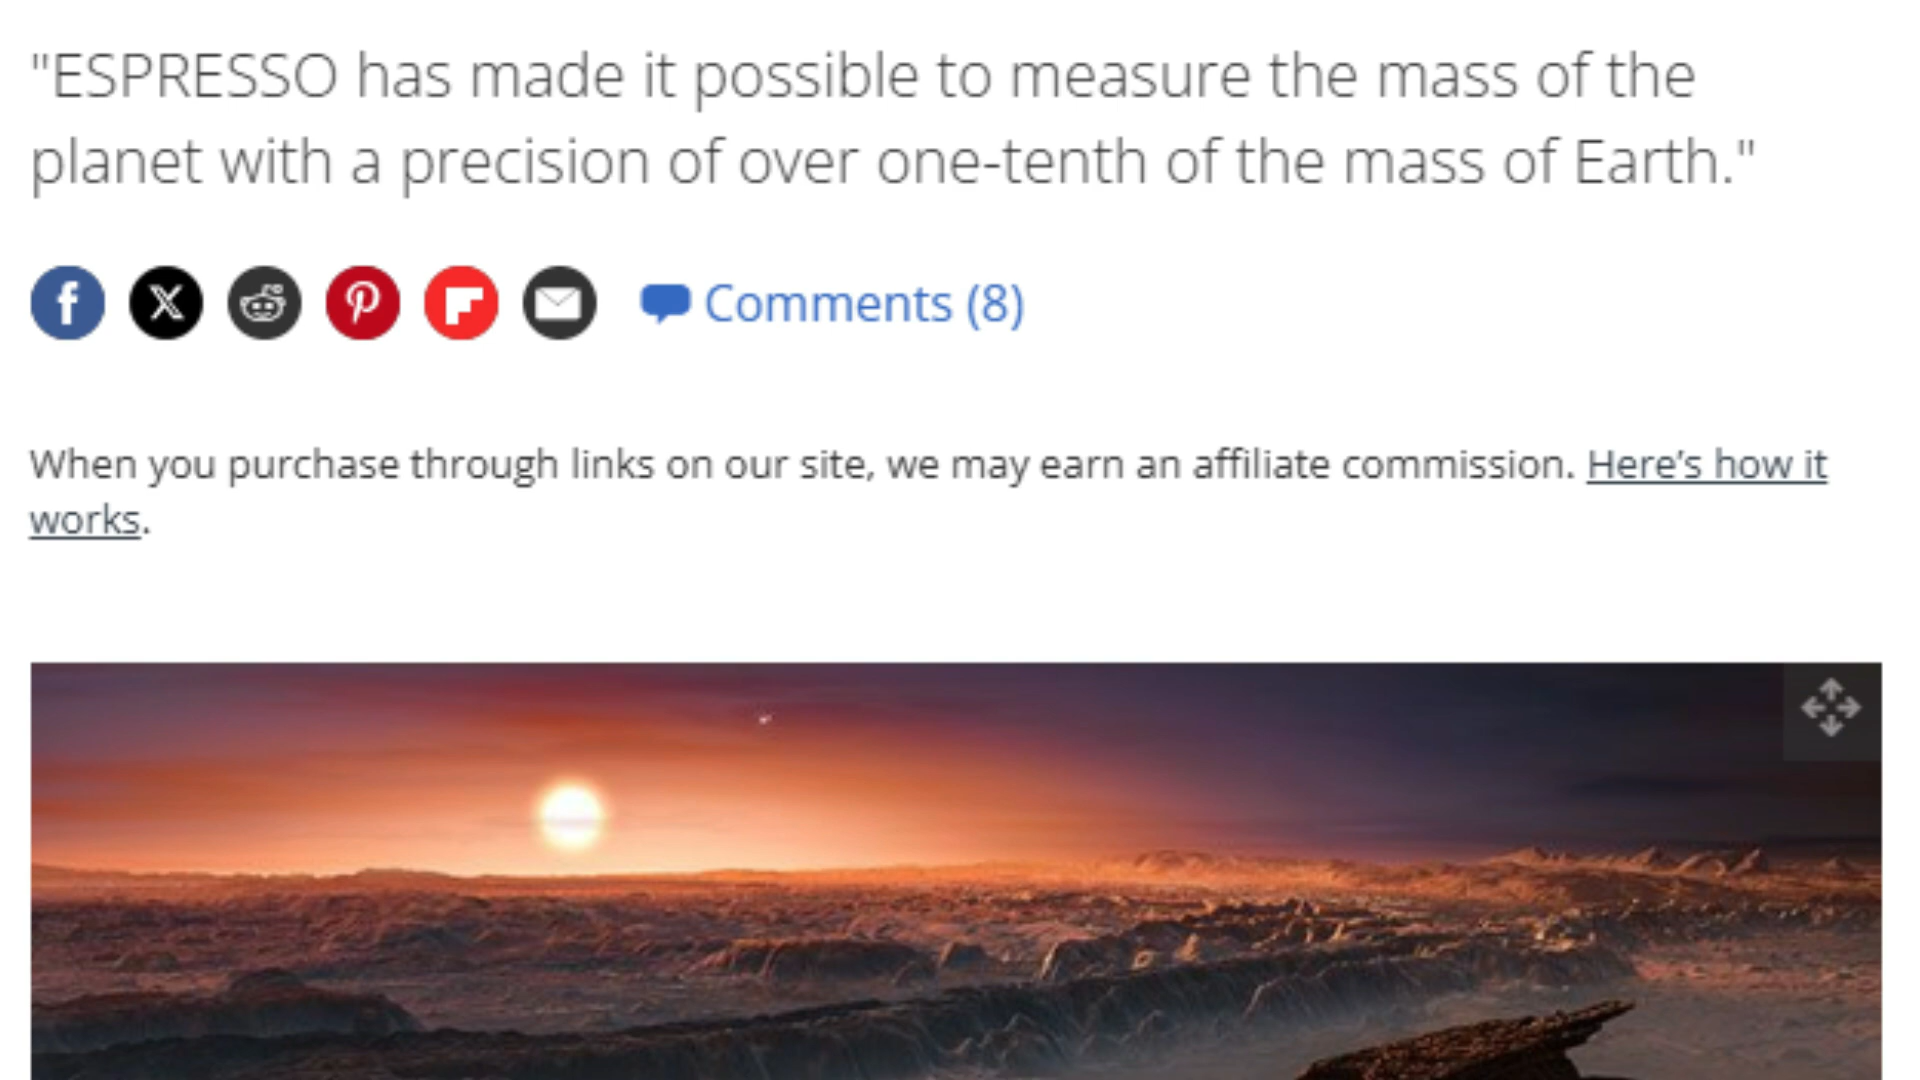 "ESPRESSO has made it possible to measure the mass of the
planet with a precision of over one-tenth of the mass of Earth."
Comments (8)
When you purchase through links on our site, we may earn an affiliate commission. Here’s how it
works.